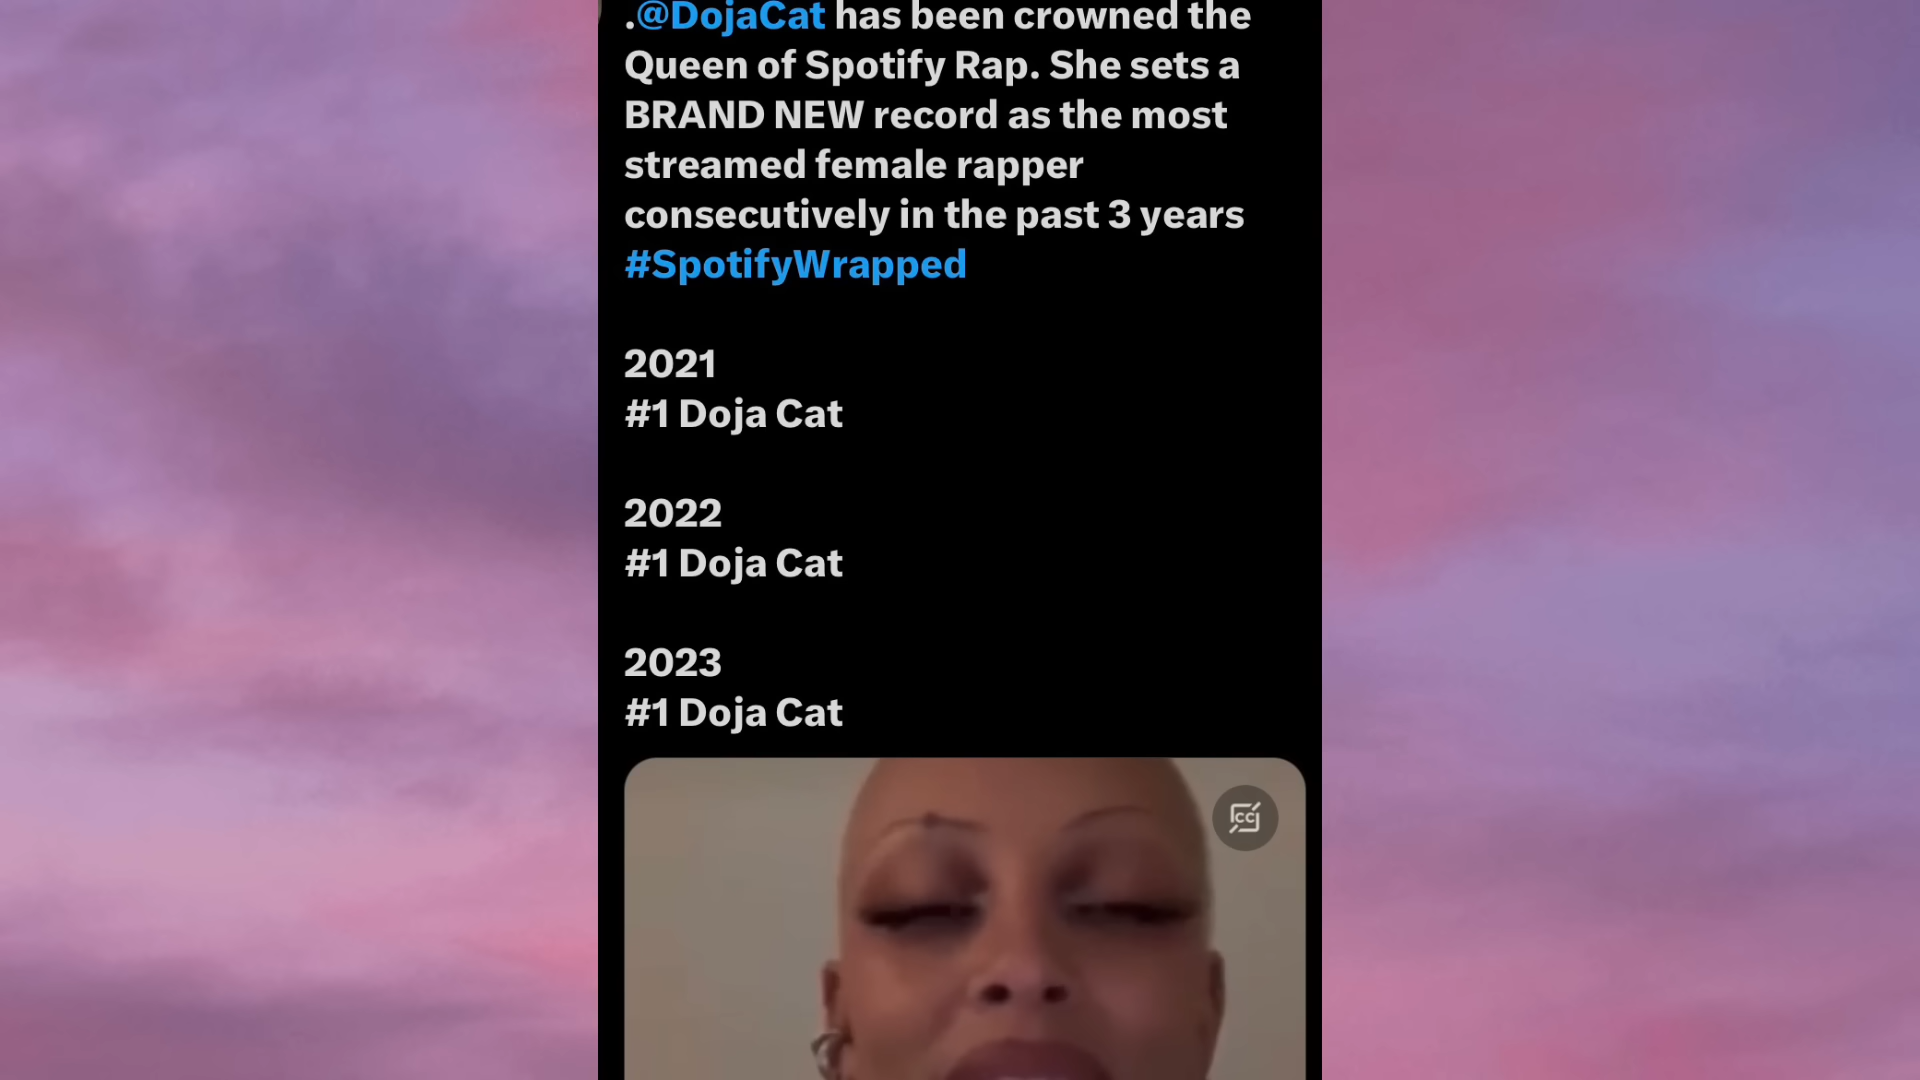 .@DojaCat has been crowned the
Queen of Spotify Rap. She sets a
BRAND NEW record as the most
streamed female rapper
consecutively in the past 3 years
#SpotifyWrapped
2021
#1 Doja Cat
2022
#1 Doja Cat
2023
#1 Doja Cat
CC